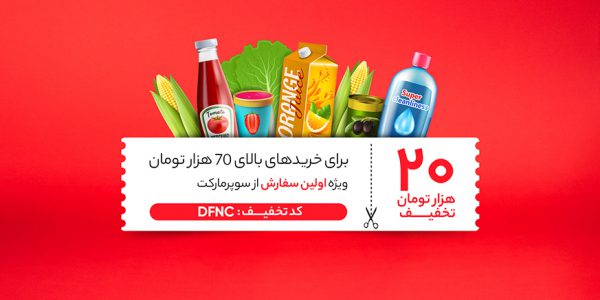 Tomato
ORANGE
juice
Super
Cleanliness
برای خریدهای بالای 70 هزار تومان
ویژه اولین سفارش از سوپرمارکت
کد تخفیف : DFNC
۲۰
هزار تومان
تخفیف